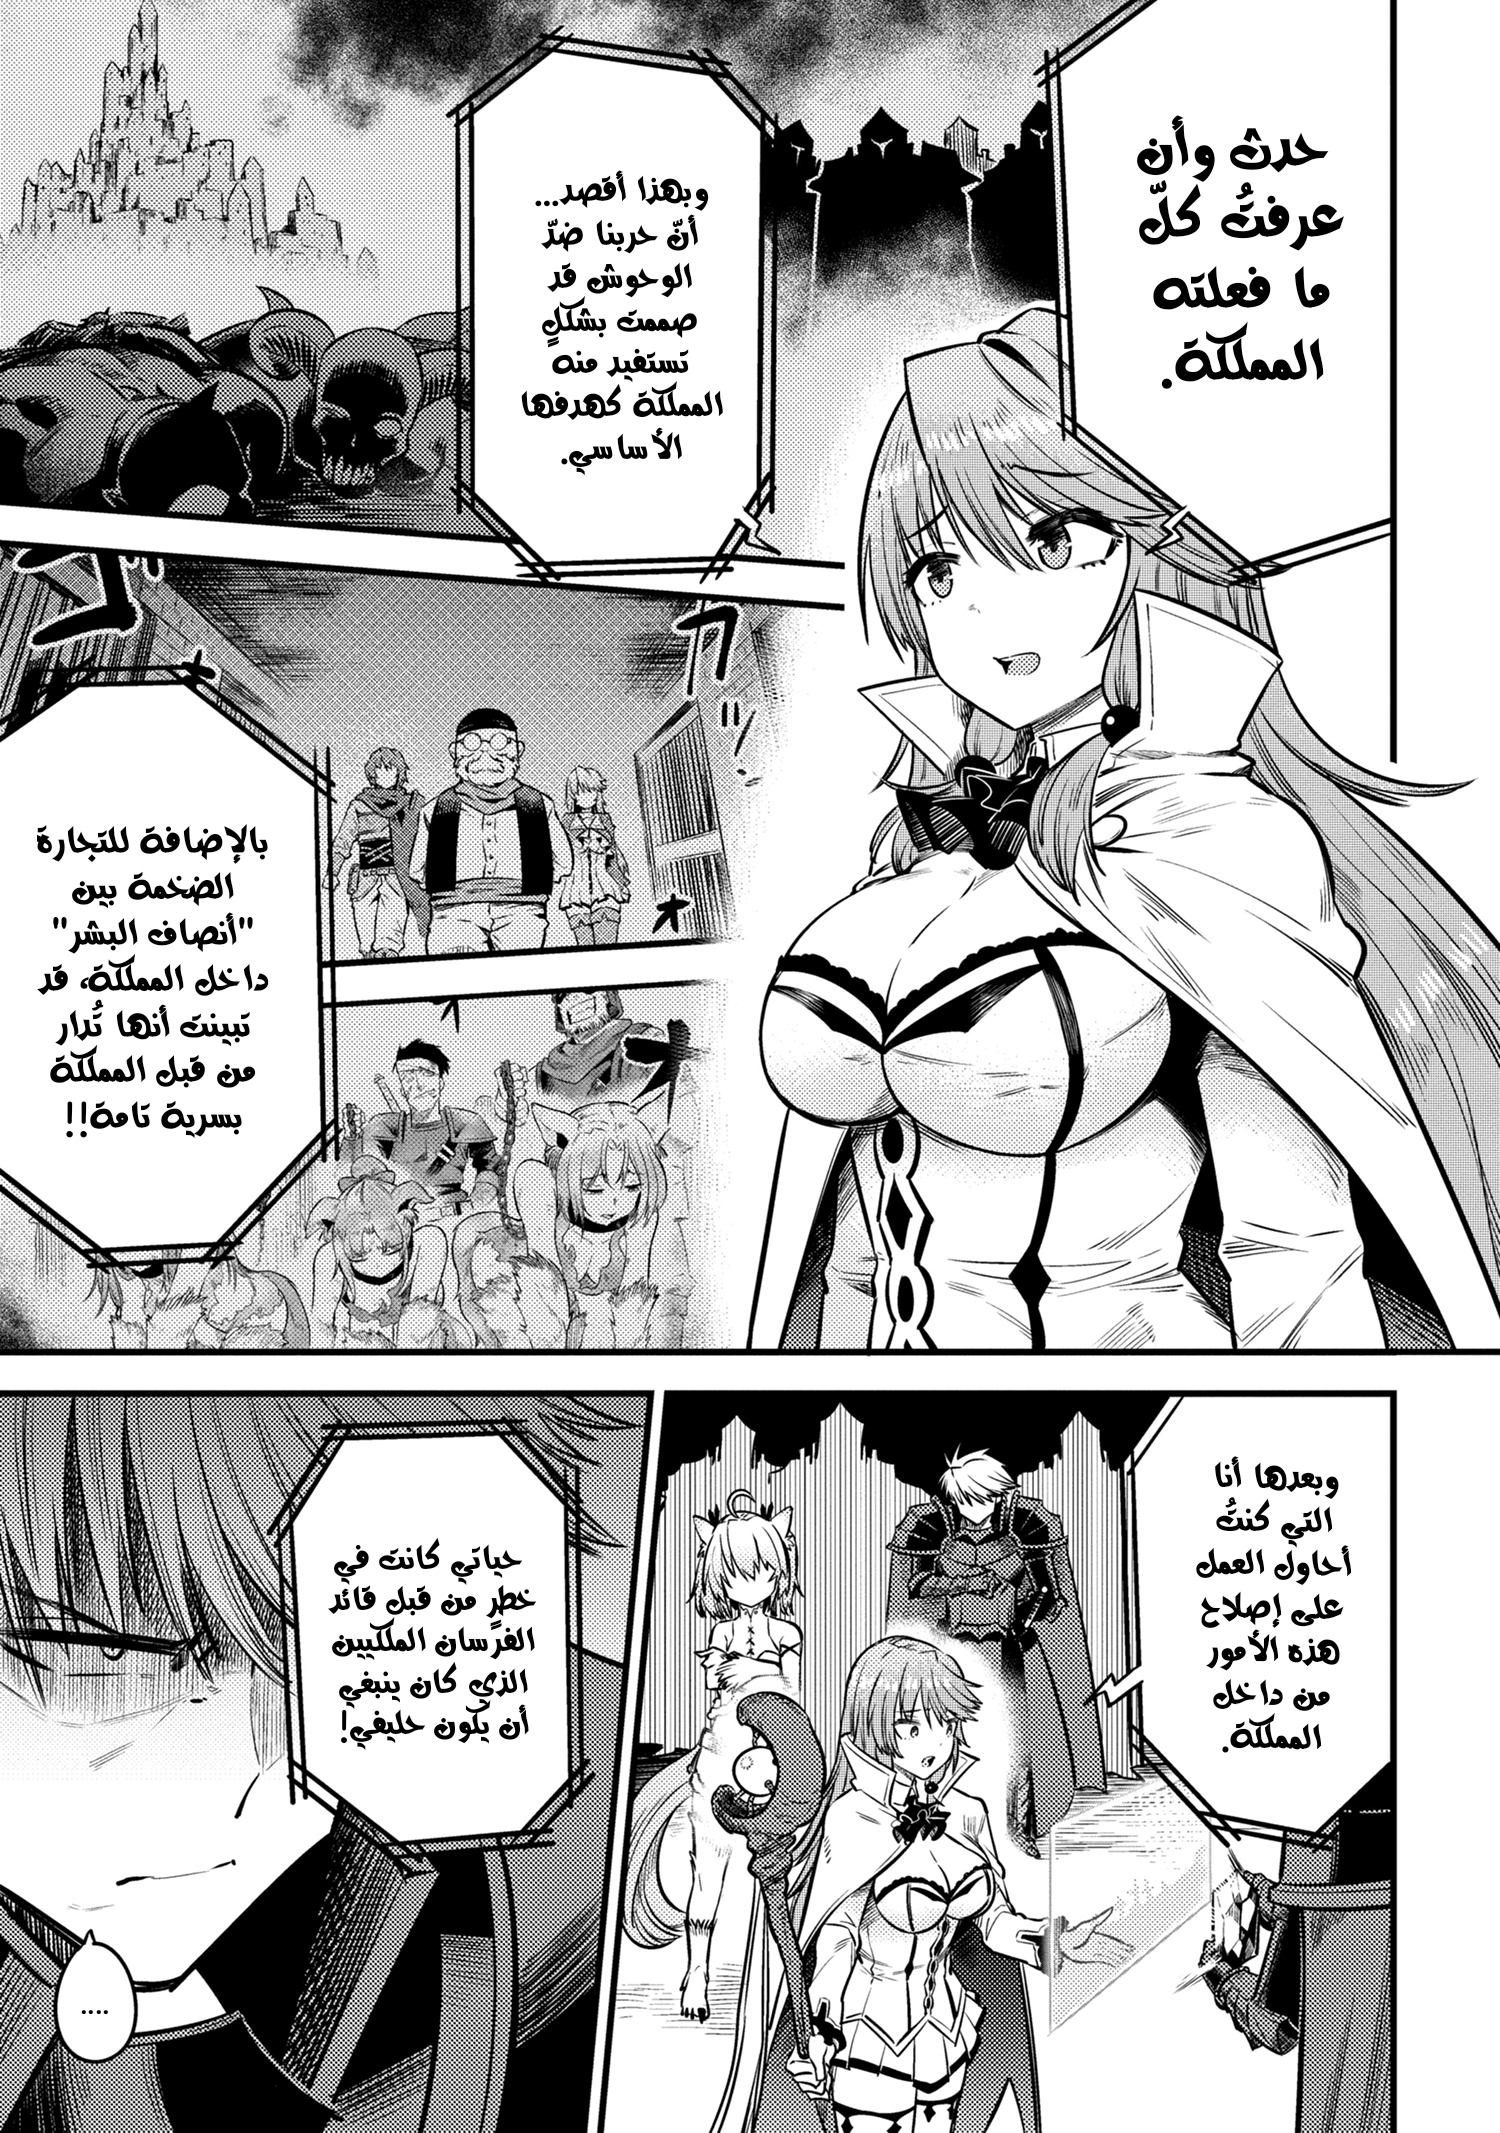 حدث وأن
عرفتُ كلّ
ما فعلته
المملكة.
وبهذا أقصد...
أنّ حربنا ضدّ
الوحوش قد
صممت بشكلٍ
تستفيد منه
المملكة كهدفها
الأساسي.
بالإضافة للتجارة
الضخمة بين
"أنصاف البشر"
داخل المملكة، قد
تبينت أنها تُدار
من قبل المملكة
بسرية تامة!!
وبعدها أنا
التي كنتُ
أحاول العمل
على إصلاح
هذه الأمور
من داخل
المملكة.
حياتي كانت في
خطرٍ من قبل قائد
الفرسان الملكيين
الذي كان ينبغي
أن يكون حليفي!
....